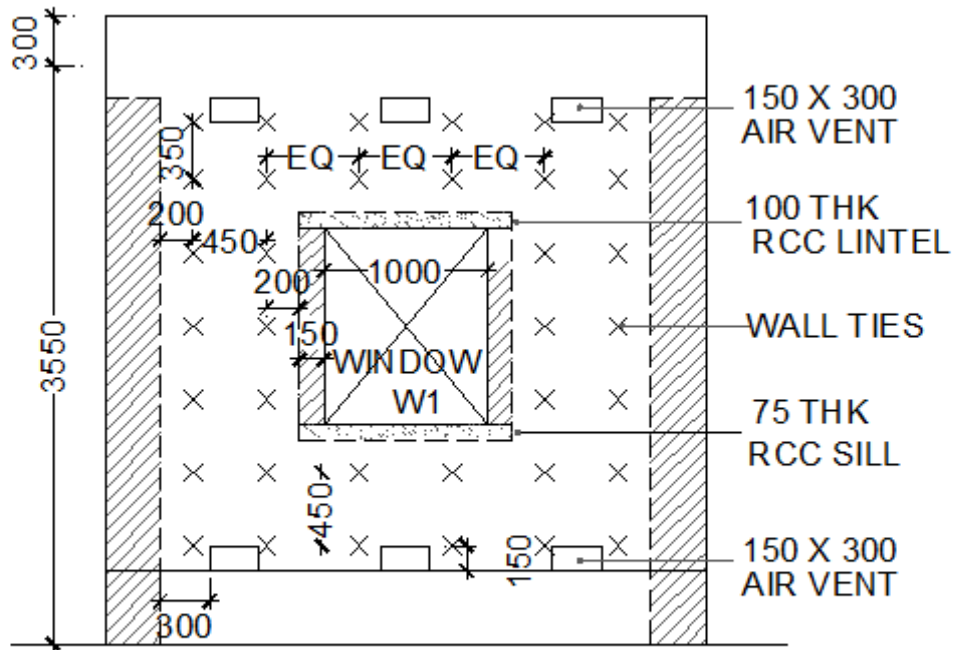 300
150 X 300
AIR VENT
350
EQ EQ EQ
200
450
100 THK
RCC LINTEL
200
1000
150
WALL TIES
3550
WINDOW
W1
75 THK
RCC SILL
450
150
150 X 300
AIR VENT
300